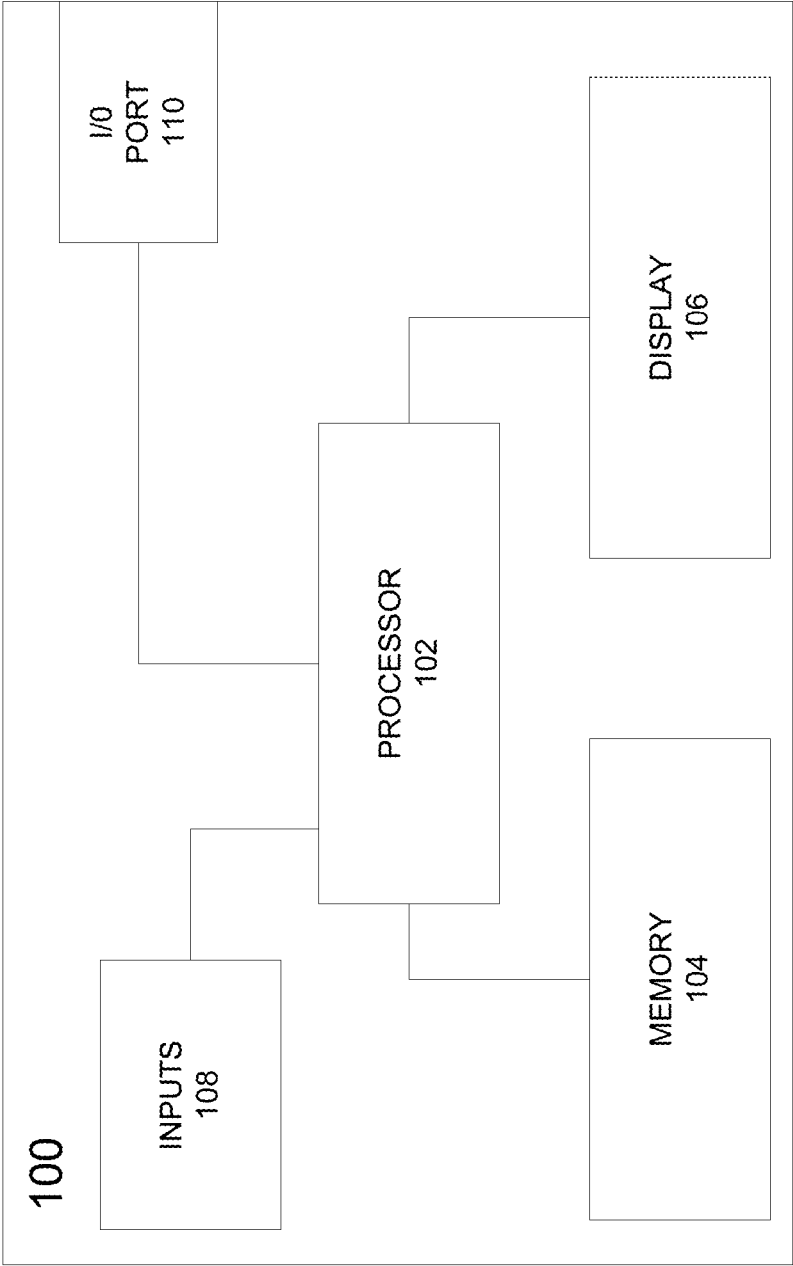 100
INPUTS
108
I/0
PORT
110
PROCESSOR
102
MEMORY
104
DISPLAY
106